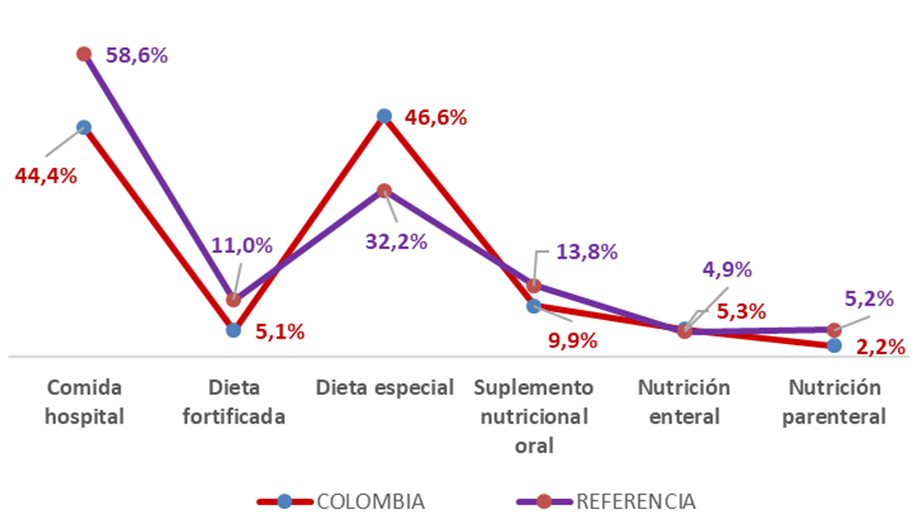 58,6%
44,4%
11,0%
5,1%
46,6%
32,2%
13,8%
9,9%
4,9%
5,3%
5,2%
2,2%
Comida
hospital
Dieta
fortificada
Dieta especial
Suplemento
nutricional
oral
Nutrición
enteral
Nutrición
parenteral
COLOMBIA
REFERENCIA